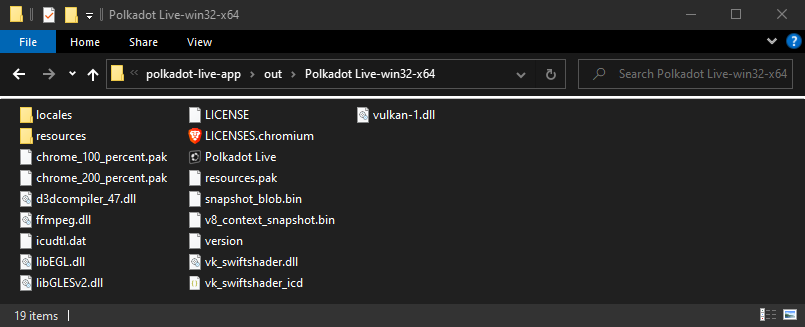 Polkadot Live-win32-x64
File Home Share View
polkadot-live-app out Polkadot Live-win32-x64 Search Polkadot Live-win32-x64
locales
resources
chrome_100_percent.pak
chrome_200_percent.pak
d3dcompiler_47.dll
ffmpeg.dll
icudtl.dat
libEGL.dll
libGLESv2.dll
LICENSE
LICENSES.chromium
Polkadot Live
resources.pak
snapshot_blob.bin
v8_context_snapshot.bin
version
vk_swiftshader.dll
vk_swiftshader_icd
vulkan-1.dll
19 items